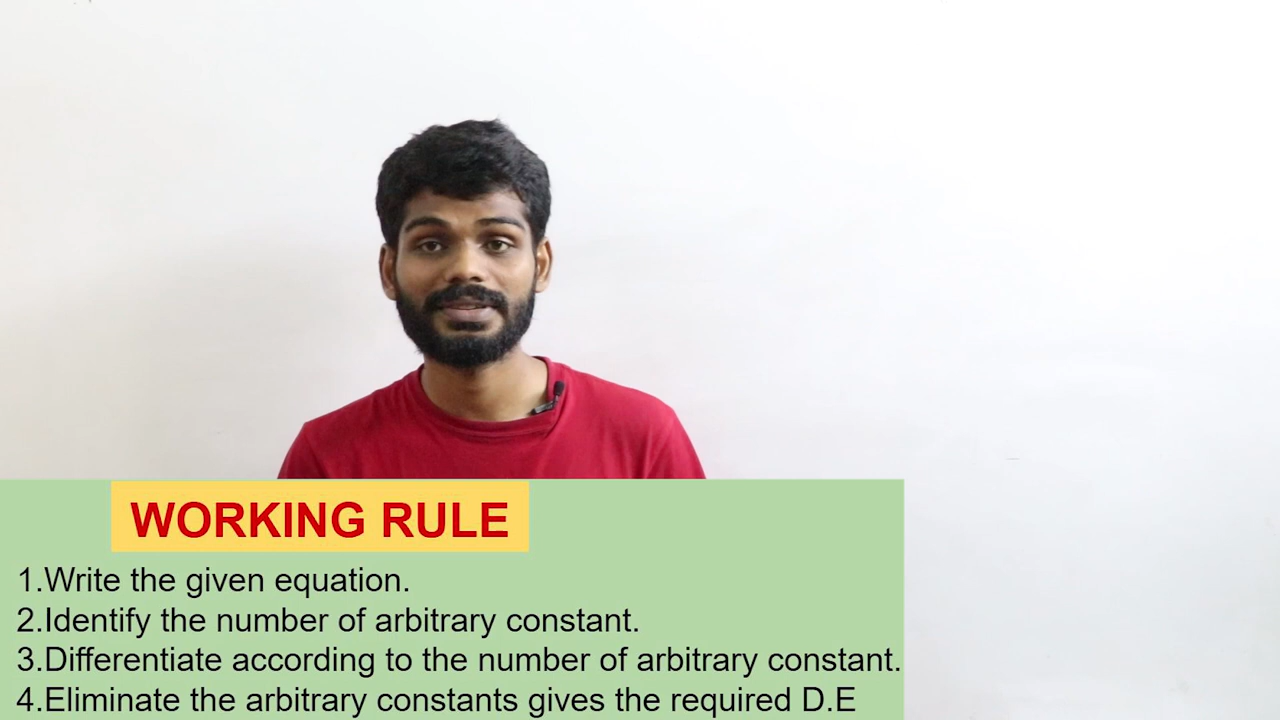 WORKING RULE
1.Write the given equation.
2.Identify the number of arbitrary constant.
3.Differentiate according to the number of arbitrary constant.
4.Eliminate the arbitrary constants gives the required D.E